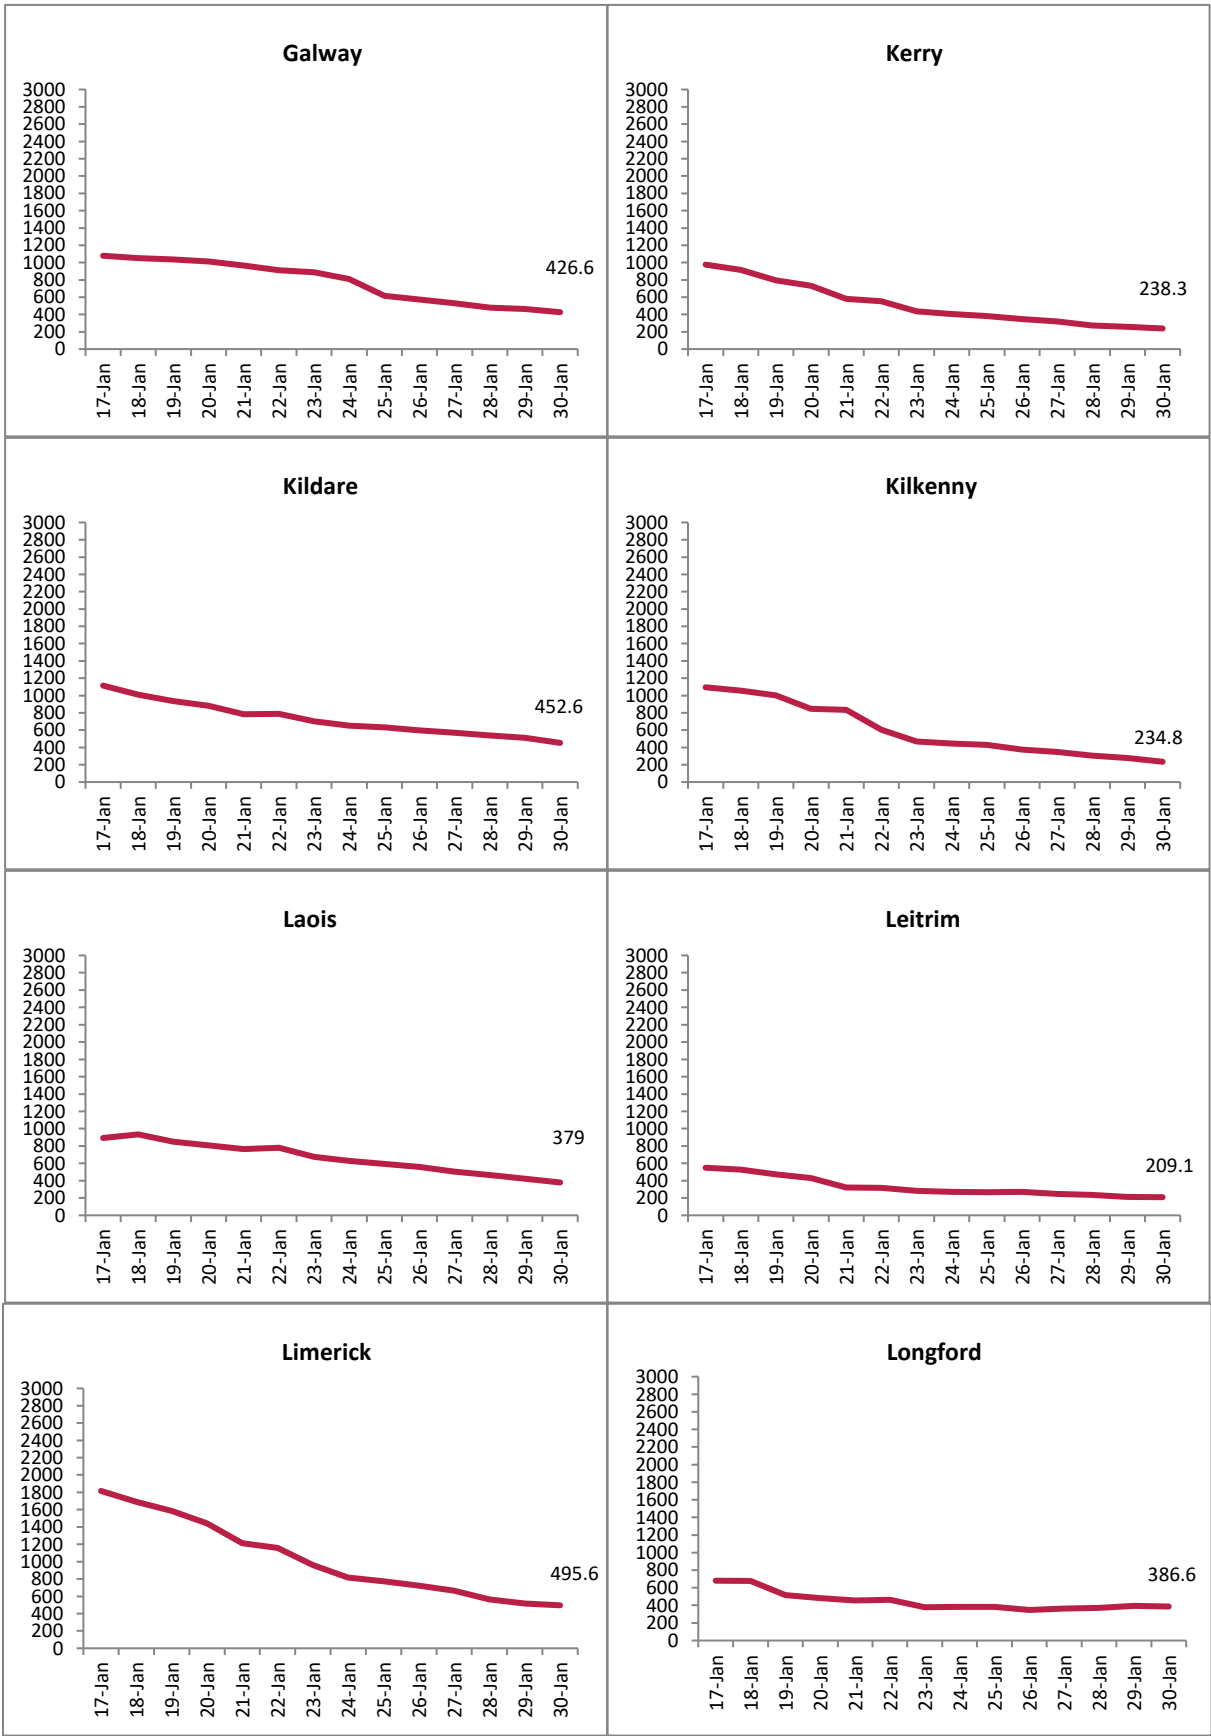 Galway
3000
2800
2600
2400
2200
2000
1800
1600
1400
1200
1000
800
600
400
200
0
426.6
17-Jan
18-Jan
19-Jan
20-Jan
21-Jan
22-Jan
23-Jan
24-Jan
25-Jan
26-Jan
27-Jan
28-Jan
29-Jan
30-Jan
Kerry
3000
2800
2600
2400
2200
2000
1800
1600
1400
1200
1000
800
600
400
200
0
238.3
17-Jan
18-Jan
19-Jan
20-Jan
21-Jan
22-Jan
23-Jan
24-Jan
25-Jan
26-Jan
27-Jan
28-Jan
29-Jan
30-Jan
Kildare
3000
2800
2600
2400
2200
2000
1800
1600
1400
1200
1000
800
600
400
200
0
452.6
17-Jan
18-Jan
19-Jan
20-Jan
21-Jan
22-Jan
23-Jan
24-Jan
25-Jan
26-Jan
27-Jan
28-Jan
29-Jan
30-Jan
Kilkenny
3000
2800
2600
2400
2200
2000
1800
1600
1400
1200
1000
800
600
400
200
0
234.8
17-Jan
18-Jan
19-Jan
20-Jan
21-Jan
22-Jan
23-Jan
24-Jan
25-Jan
26-Jan
27-Jan
28-Jan
29-Jan
30-Jan
Laois
3000
2800
2600
2400
2200
2000
1800
1600
1400
1200
1000
800
600
400
200
0
379
17-Jan
18-Jan
19-Jan
20-Jan
21-Jan
22-Jan
23-Jan
24-Jan
25-Jan
26-Jan
27-Jan
28-Jan
29-Jan
30-Jan
Leitrim
3000
2800
2600
2400
2200
2000
1800
1600
1400
1200
1000
800
600
400
200
0
209.1
17-Jan
18-Jan
19-Jan
20-Jan
21-Jan
22-Jan
23-Jan
24-Jan
25-Jan
26-Jan
27-Jan
28-Jan
29-Jan
30-Jan
Limerick
3000
2800
2600
2400
2200
2000
1800
1600
1400
1200
1000
800
600
400
200
0
495.6
17-Jan
18-Jan
19-Jan
20-Jan
21-Jan
22-Jan
23-Jan
24-Jan
25-Jan
26-Jan
27-Jan
28-Jan
29-Jan
30-Jan
Longford
3000
2800
2600
2400
2200
2000
1800
1600
1400
1200
1000
800
600
400
200
0
386.6
17-Jan
18-Jan
19-Jan
20-Jan
21-Jan
22-Jan
23-Jan
24-Jan
25-Jan
26-Jan
27-Jan
28-Jan
29-Jan
30-Jan